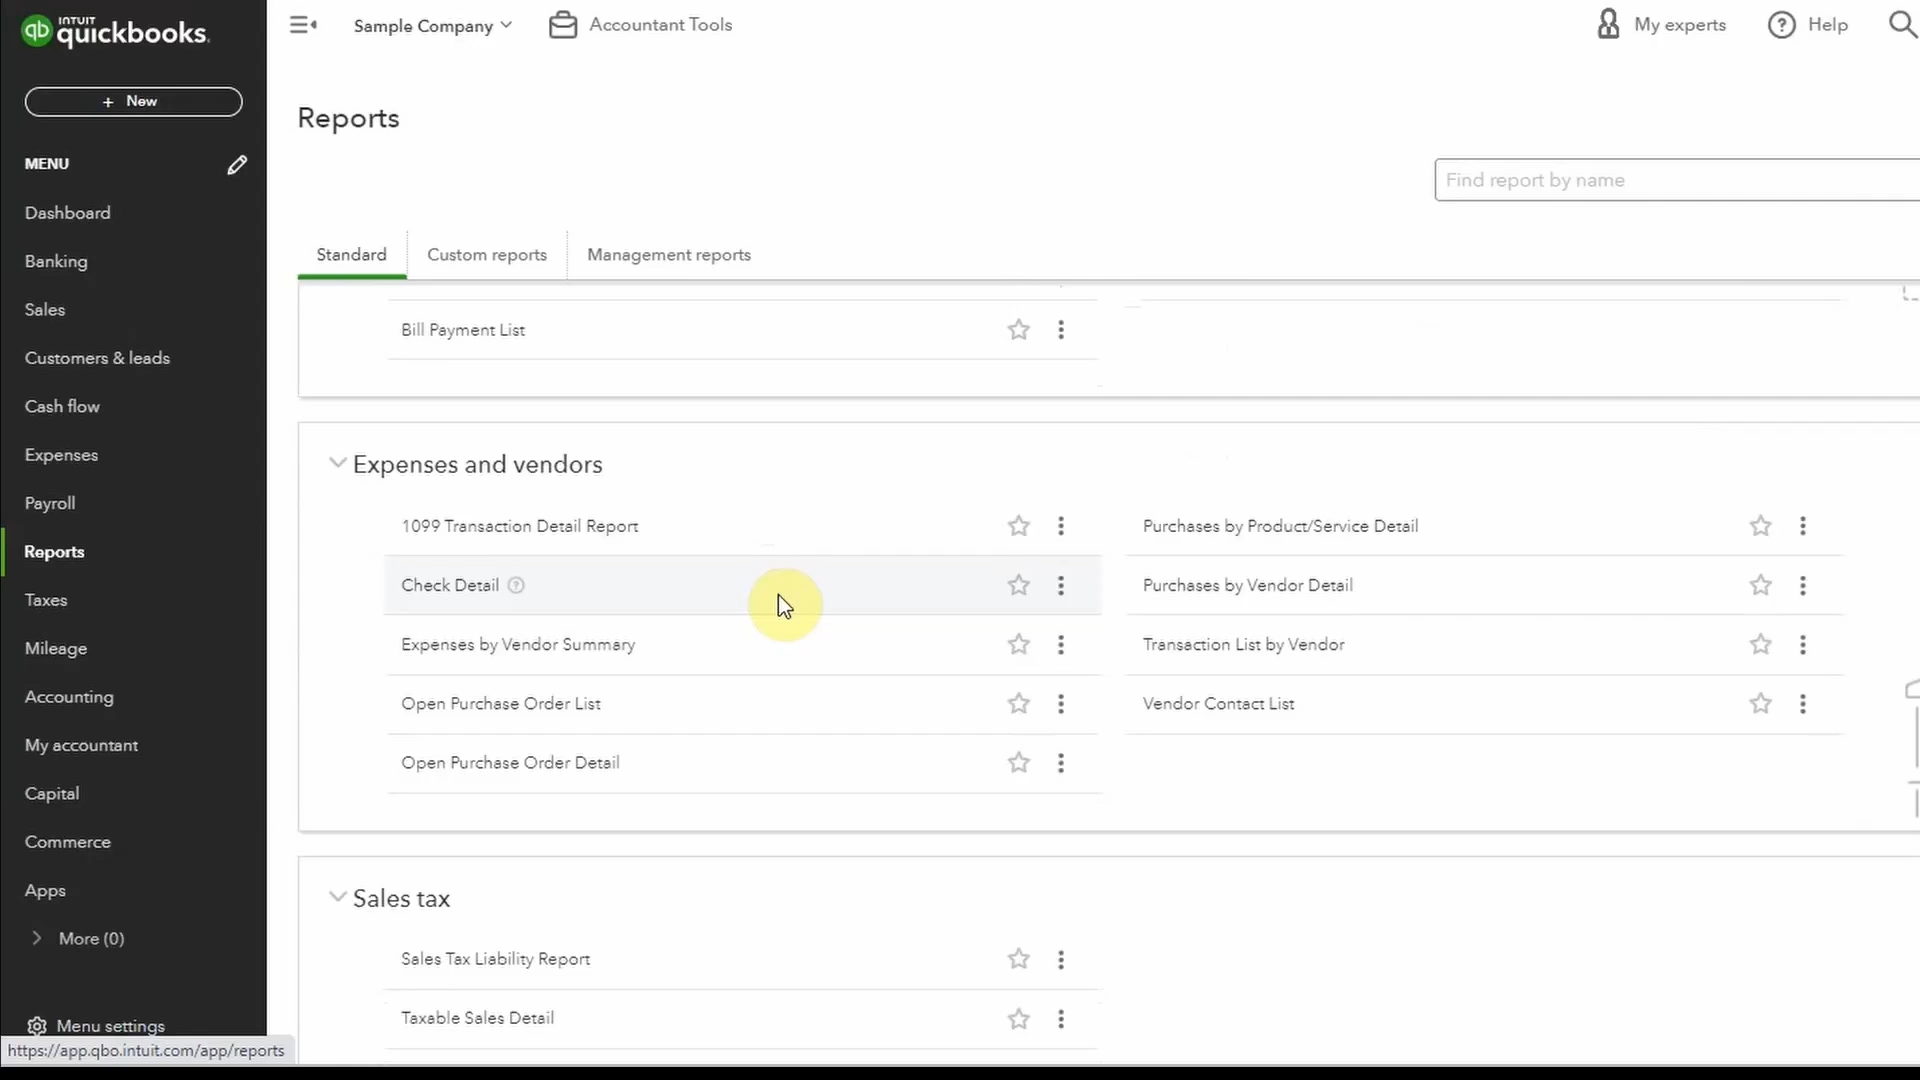 INTUIT
quickbooks.
Sample Company
Accountant Tools
My experts
Help
+ New
MENU
Dashboard
Banking
Sales
Customers & leads
Cash flow
Expenses
Payroll
Reports
Taxes
Mileage
Accounting
My accountant
Capital
Commerce
Apps
More (0)
Menu settings
https://app.qbo.intuit.com/app/reports
Reports
Find report by name
Standard
Custom reports
Management reports
Bill Payment List
Expenses and vendors
1099 Transaction Detail Report
Purchases by Product/Service Detail
Check Detail
Purchases by Vendor Detail
Expenses by Vendor Summary
Transaction List by Vendor
Open Purchase Order List
Vendor Contact List
Open Purchase Order Detail
Sales tax
Sales Tax Liability Report
Taxable Sales Detail